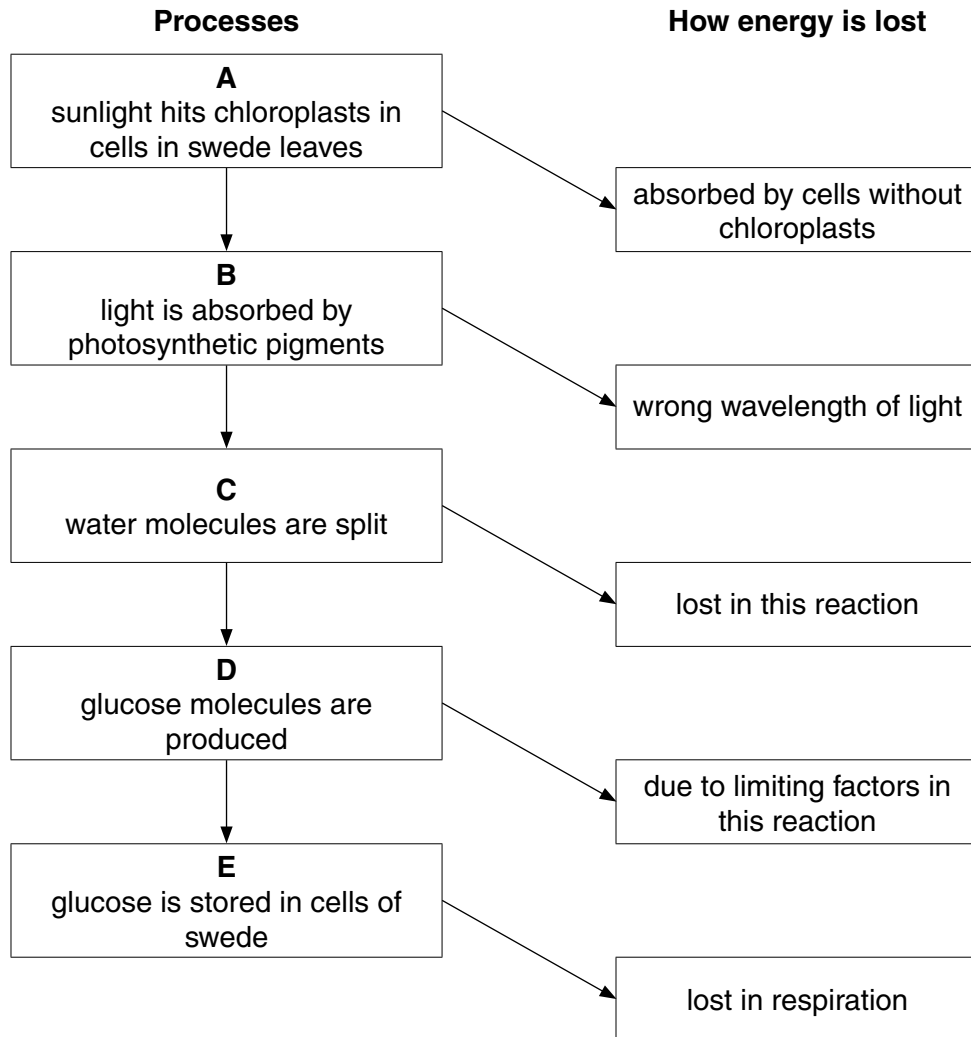 Processes
How energy is lost
A
sunlight hits chloroplasts in
cells in swede leaves
absorbed by cells without
chloroplasts
B
light is absorbed by
photosynthetic pigments
wrong wavelength of light
C
water molecules are split
lost in this reaction
D
glucose molecules are
produced
due to limiting factors in
this reaction
E
glucose is stored in cells of
swede
lost in respiration